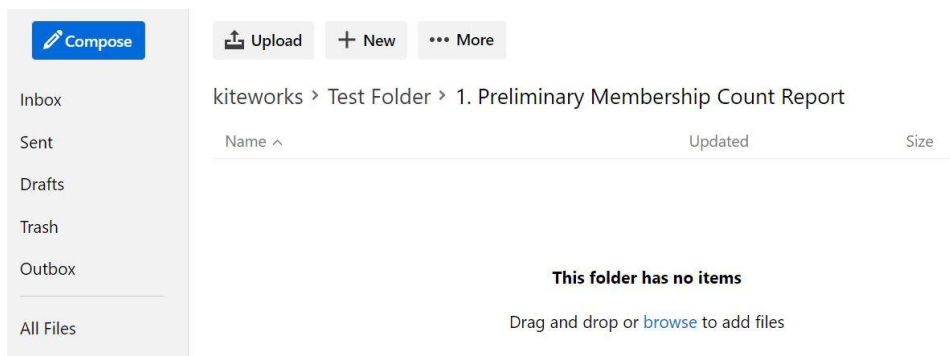 Compose
Upload
New
More
Inbox
Sent
Drafts
Trash
Outbox
All Files
kiteworks > Test Folder > 1. Preliminary Membership Count Report
Name Updated Size
This folder has no items
Drag and drop or browse to add files